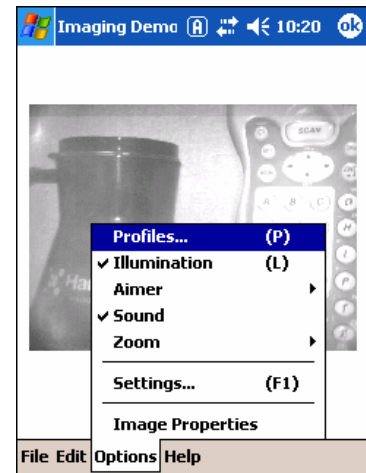 Imaging Demo A 10:20 ok
SCAN
A B C D
H
Profiles... (P)
✓ Illumination (L)
Aimer
✓ Sound
Zoom
Settings... (F1)
Image Properties
File Edit Options Help